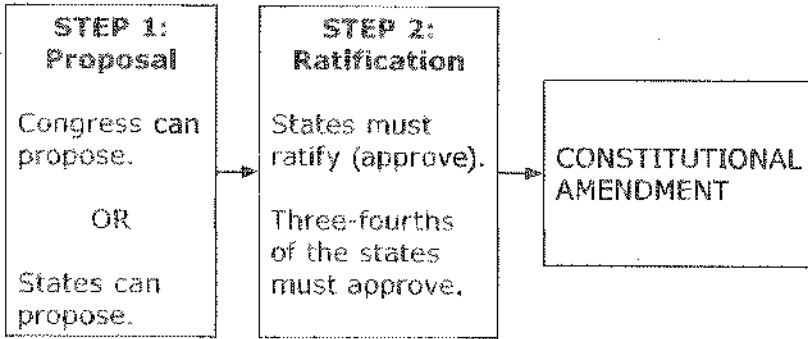 STEP 1:
Proposal
Congress can
propose.
OR
States can
propose.
STEP 2:
Ratification
States must
ratify (approve).
Three-fourths
of the states
must approve.
CONSTITUTIONAL
AMENDMENT